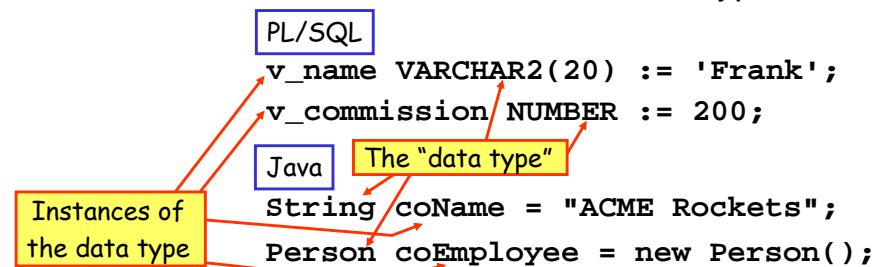 PL/SQL
v_name VARCHAR2(20) := 'Frank';
v_commission NUMBER := 200;
The “data type”
Java
String coName = "ACME Rockets";
Instances of
the data type
Person coEmployee = new Person();